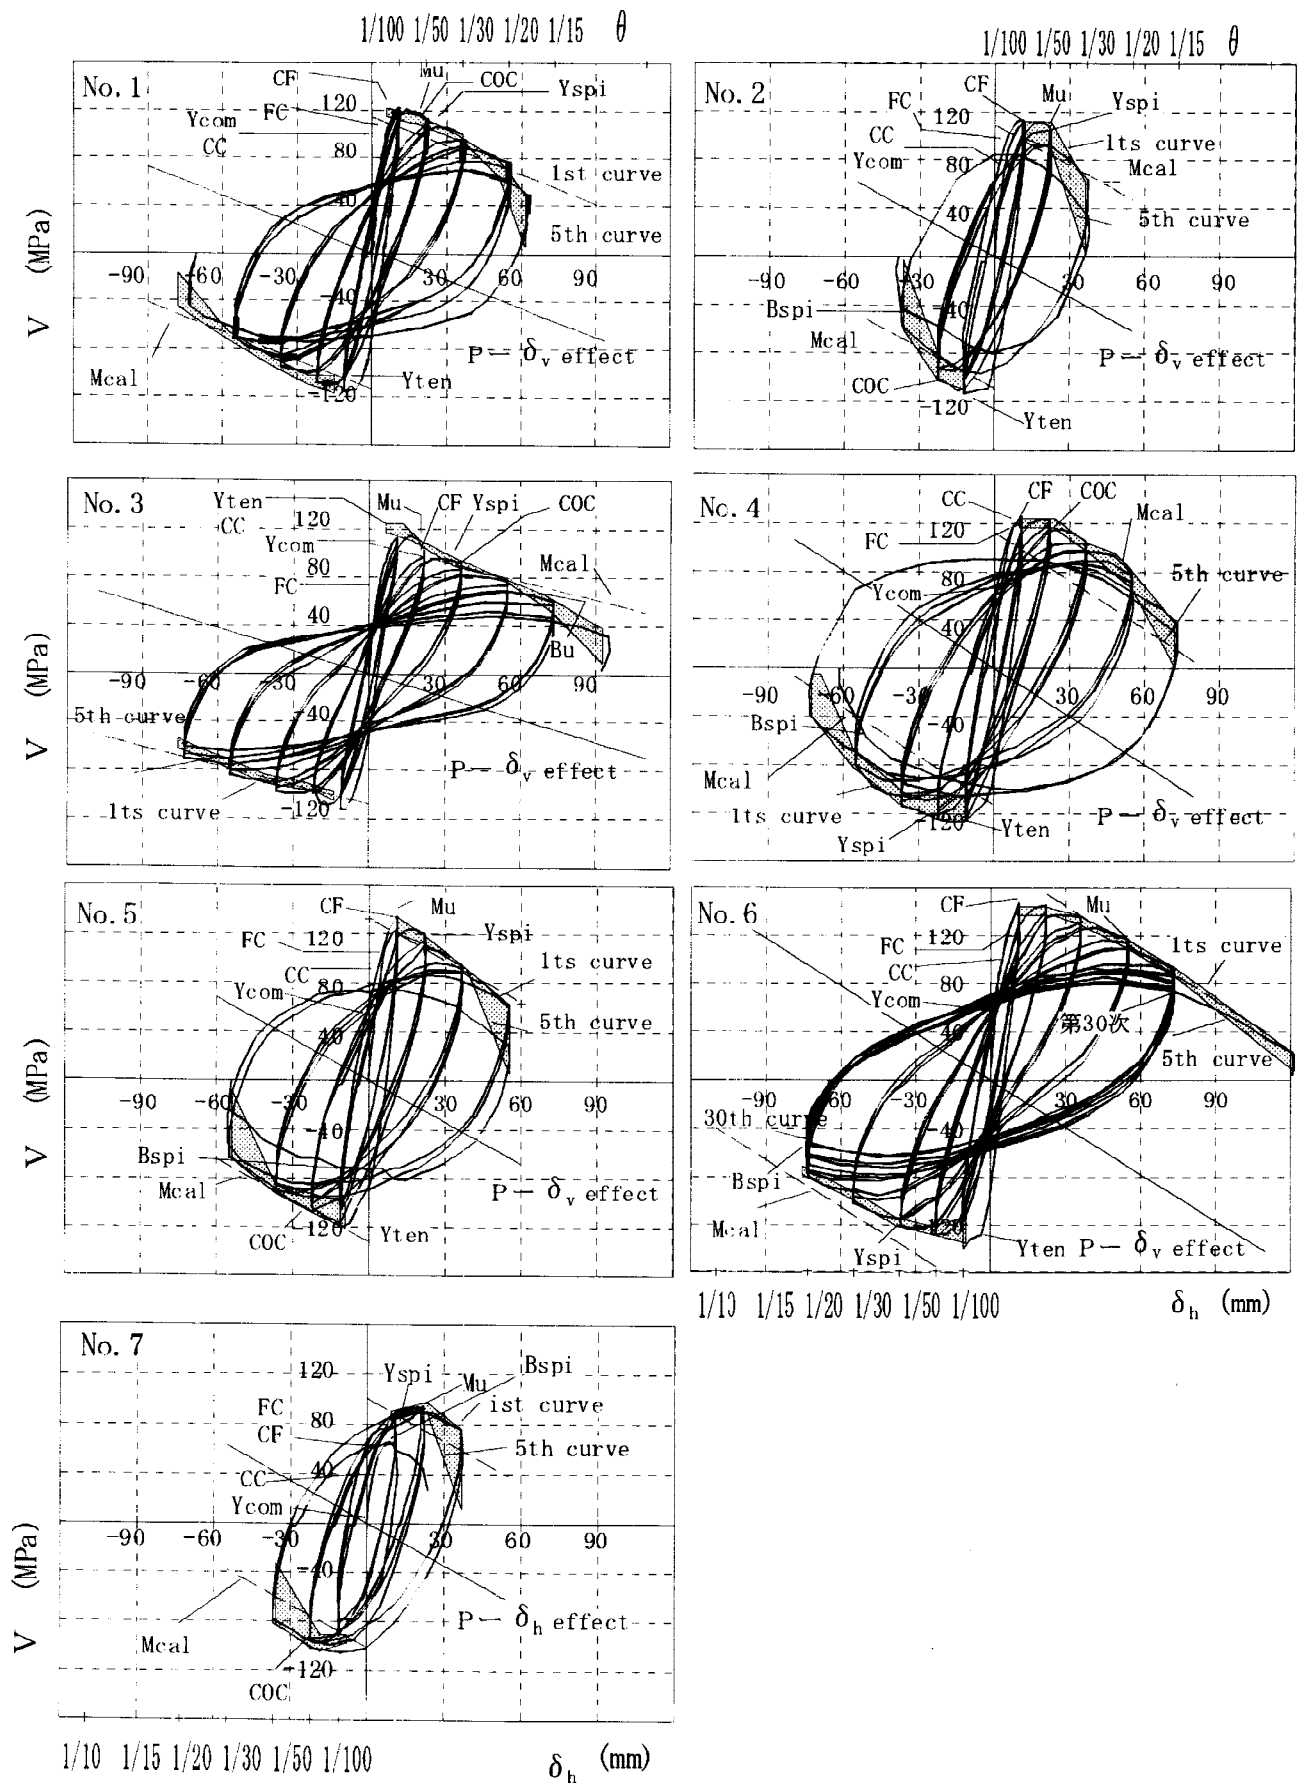 1/100 1/50 1/30 1/20 1/15 θ
No.1
CF
Mu
COC
Yspi
120
FC
Ycom
CC
80
1st curve
40
5th curve
-90 -60 -30 30 60 90
-40
P-δv effect
Mcal
Yten
-120
V (MPa)
1/100 1/50 1/30 1/20 1/15 θ
No.2
CF
Mu
Yspi
FC
120
CC
1ts curve
Ycom
80
Mcal
40
5th curve
-90 -60 -30 30 60 90
Bspi
-40
Mcal
P-δv effect
COC
-120
Yten
No.3
Yten
Mu
CF
Yspi
COC
CC
120
Ycom
80
Mcal
FC
40
Bu
-90 -60 -30 30 60 90
5th curve
-40
P-δv effect
1ts curve
-120
V (MPa)
Nc.4
CC
CF
COC
120
Mcal
FC
80
5th curve
Ycom
40
-90 -60 -30 30 60 90
Bspi
-40
Mcal
1ts curve
-120
Yten
P-δv effect
Yspi
No.5
CF
Mu
FC
120
Yspi
CC
1ts curve
Ycom
80
5th curve
40
-90 -60 -30 30 60 90
-40
Bspi
Mcal
P-δv effect
COC
-120
Yten
V (MPa)
No.6
CF
Mu
FC
120
1ts curve
CC
80
Ycom
40
第30次
5th curve
-90 -60 -30 30 60 90
30th curve
-40
Bspi
Mcal
-120
Yspi
Yten P-δv effect
1/10 1/15 1/20 1/30 1/50 1/100 δh (mm)
No.7
120
Yspi
Bspi
Mu
FC
80
1st curve
CF
5th curve
CC
40
Ycom
-90 -60 -30 30 60 90
-40
P-δh effect
Mcal
-120
COC
V (MPa)
1/10 1/15 1/20 1/30 1/50 1/100 δh (mm)